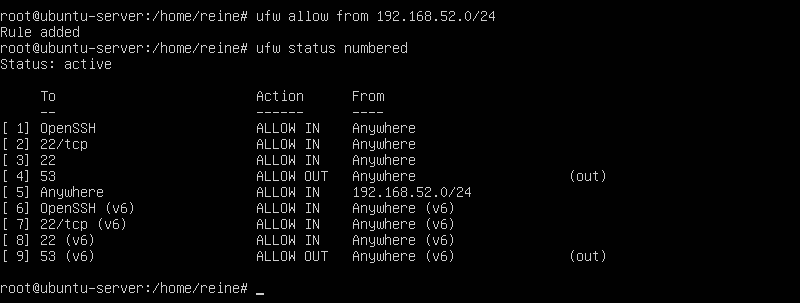 root@ubuntu-server:/home/reine# ufw allow from 192.168.52.0/24
Rule added
root@ubuntu-server:/home/reine# ufw status numbered
Status: active
     To                         Action      From
     --                         ------      ----
[ 1] OpenSSH                    ALLOW IN    Anywhere
[ 2] 22/tcp                     ALLOW IN    Anywhere
[ 3] 22                         ALLOW IN    Anywhere
[ 4] 53                         ALLOW OUT   Anywhere                   (out)
[ 5] Anywhere                   ALLOW IN    192.168.52.0/24
[ 6] OpenSSH (v6)               ALLOW IN    Anywhere (v6)
[ 7] 22/tcp (v6)                ALLOW IN    Anywhere (v6)
[ 8] 22 (v6)                    ALLOW IN    Anywhere (v6)
[ 9] 53 (v6)                    ALLOW OUT   Anywhere (v6)              (out)
root@ubuntu-server:/home/reine# _